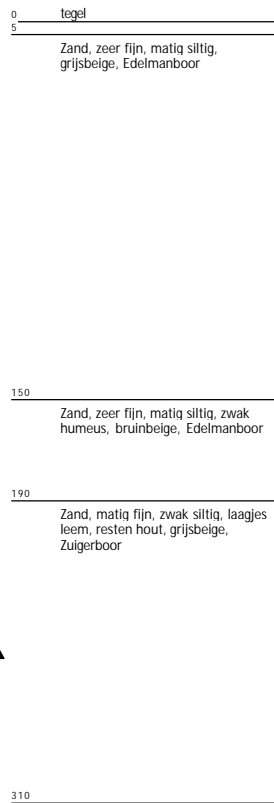 0 tegel
5
Zand, zeer fijn, matig siltig,
grijsbeige, Edelmanboor
150
Zand, zeer fijn, matig siltig, zwak
humeus, bruinbeige, Edelmanboor
190
Zand, matig fijn, zwak siltig, laagjes
leem, resten hout, grijsbeige,
Zuigerboor
310